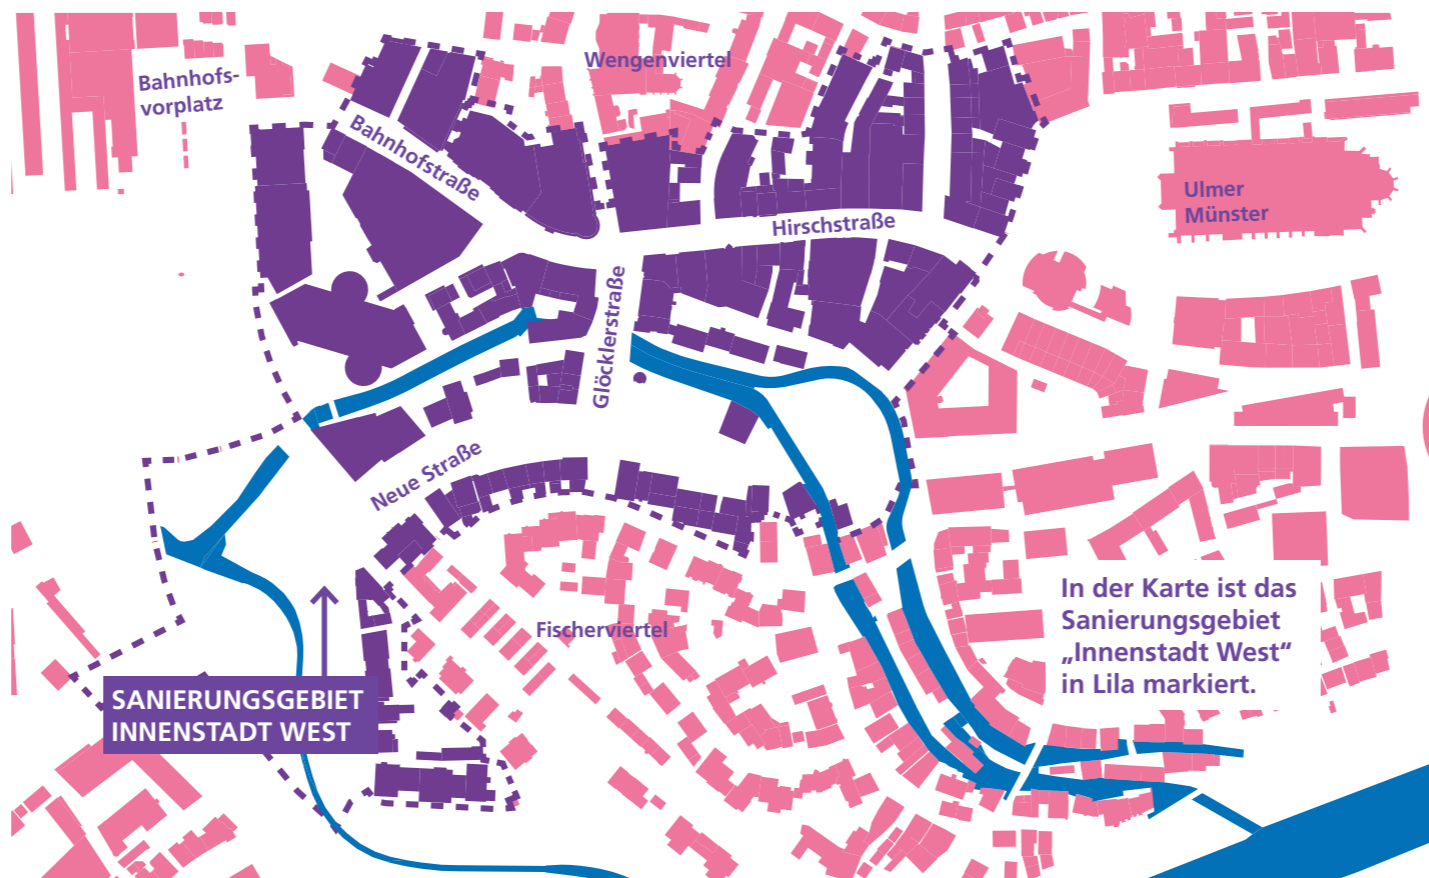 Wengenviertel
Bahnhofs-
vorplatz
Bahnhofstraße
Ulmer
Münster
Hirschstraße
Glöcklerstraße
Neue Straße
Fischerviertel
In der Karte ist das
Sanierungsgebiet
„Innenstadt West“
in Lila markiert.
SANIERUNGSGEBIET
INNENSTADT WEST